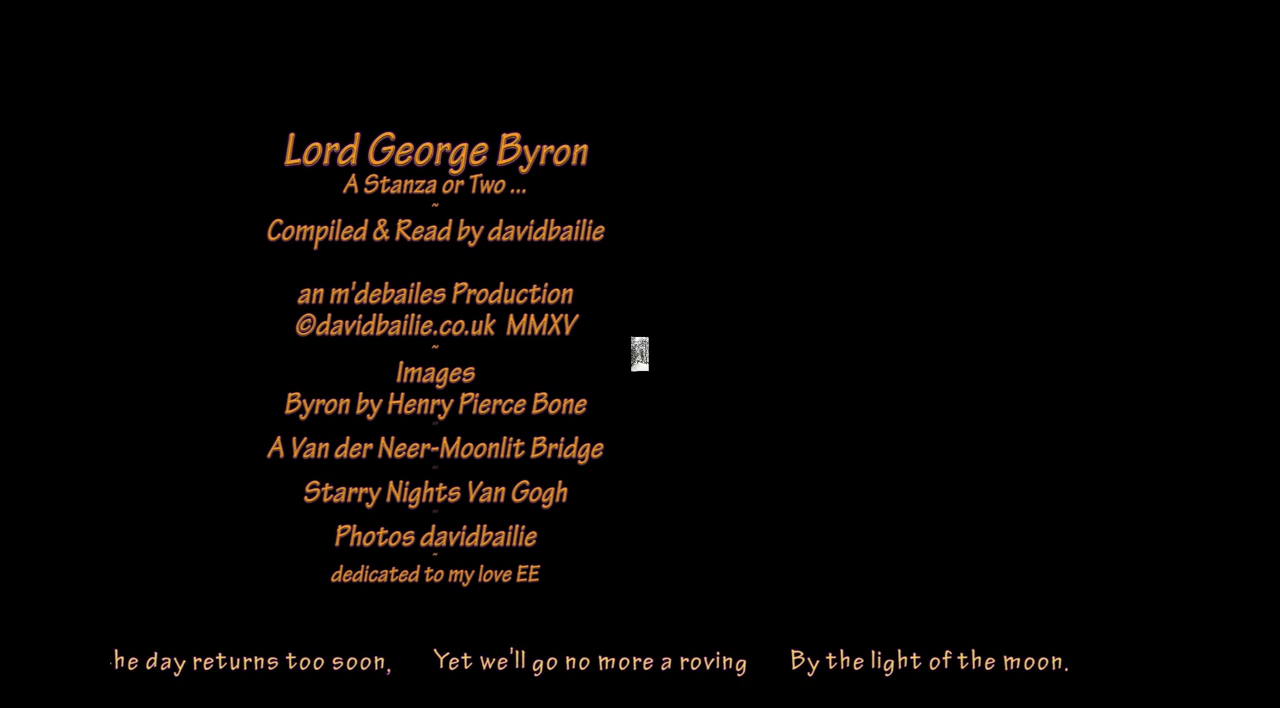 Lord George Byron
A Stanza or Two ...
~
Compiled & Read by davidbailie
an m'debailes Production
©davidbailie.co.uk MMXV
~
Images
Byron by Henry Pierce Bone
A Van der Neer-Moonlit Bridge
Starry Nights Van Gogh
Photos davidbailie
~
dedicated to my love EE
he day returns too soon, Yet we'll go no more a roving By the light of the moon.